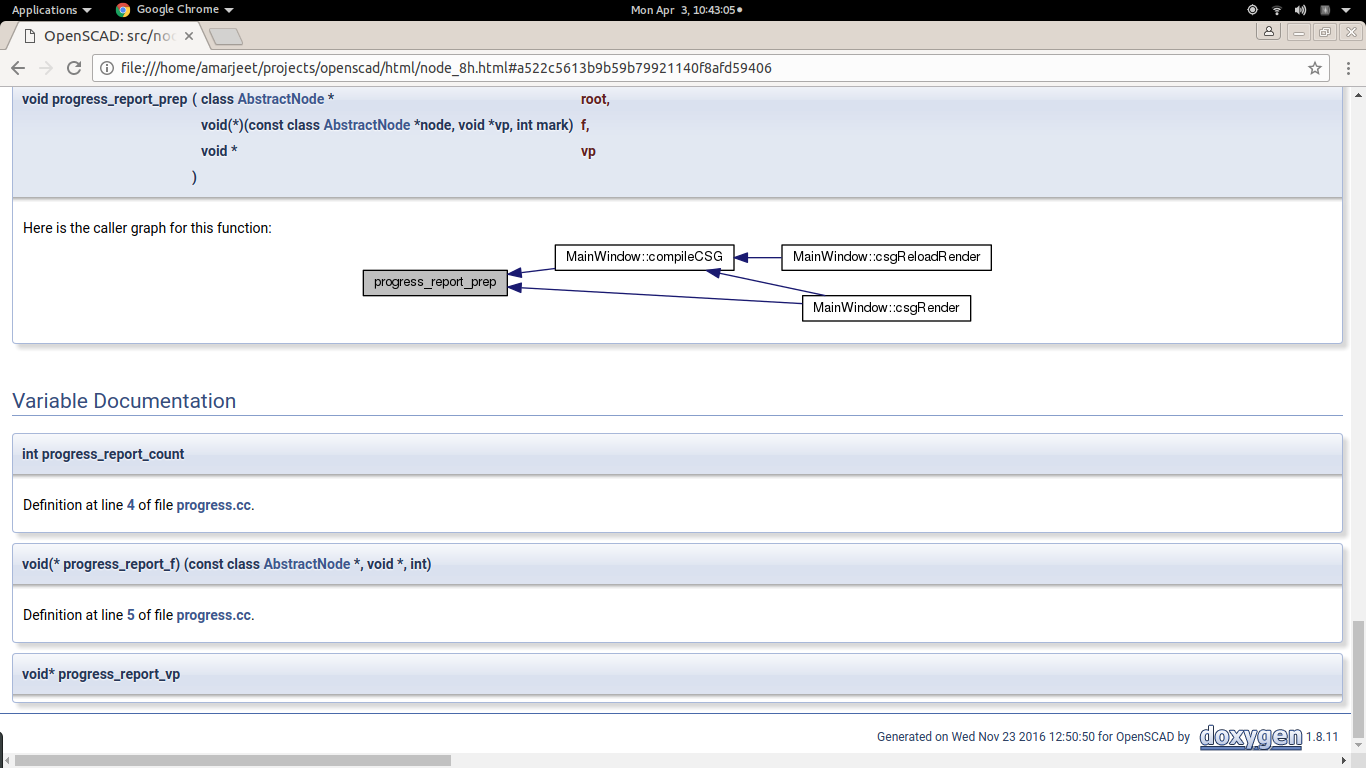 Applications Google Chrome Mon Apr 3, 10:43:05
OpenSCAD: src/no
file:///home/amarjeet/projects/openscad/html/node_8h.html#a522c5613b9b59b79921140f8afd59406
void progress_report_prep ( class AbstractNode * root,
void(*)(const class AbstractNode *node, void *vp, int mark) f,
void * vp
)
Here is the caller graph for this function:
MainWindow::compileCSG MainWindow::csgReloadRender
progress_report_prep
MainWindow::csgRender
Variable Documentation
int progress_report_count
Definition at line 4 of file progress.cc.
void(* progress_report_f) (const class AbstractNode *, void *, int)
Definition at line 5 of file progress.cc.
void* progress_report_vp
Generated on Wed Nov 23 2016 12:50:50 for OpenSCAD by doxygen 1.8.11